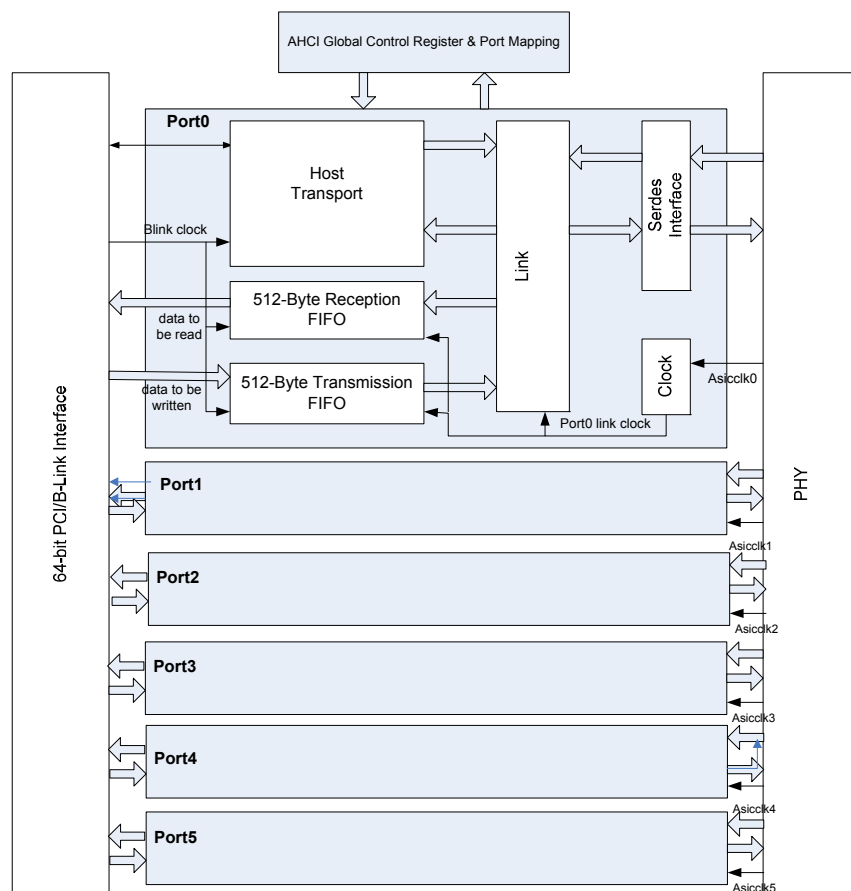 AHCI Global Control Register & Port Mapping
64-bit PCI/B-Link Interface
PHY
Port0
Host
Transport
Link
Serdes
Interface
Blink clock
512-Byte Reception
FIFO
data to
be read
512-Byte Transmission
FIFO
data to be
written
Clock
Asicclk0
Port0 link clock
Port1
Asicclk1
Port2
Asicclk2
Port3
Asicclk3
Port4
Asicclk4
Port5
Asicclk5